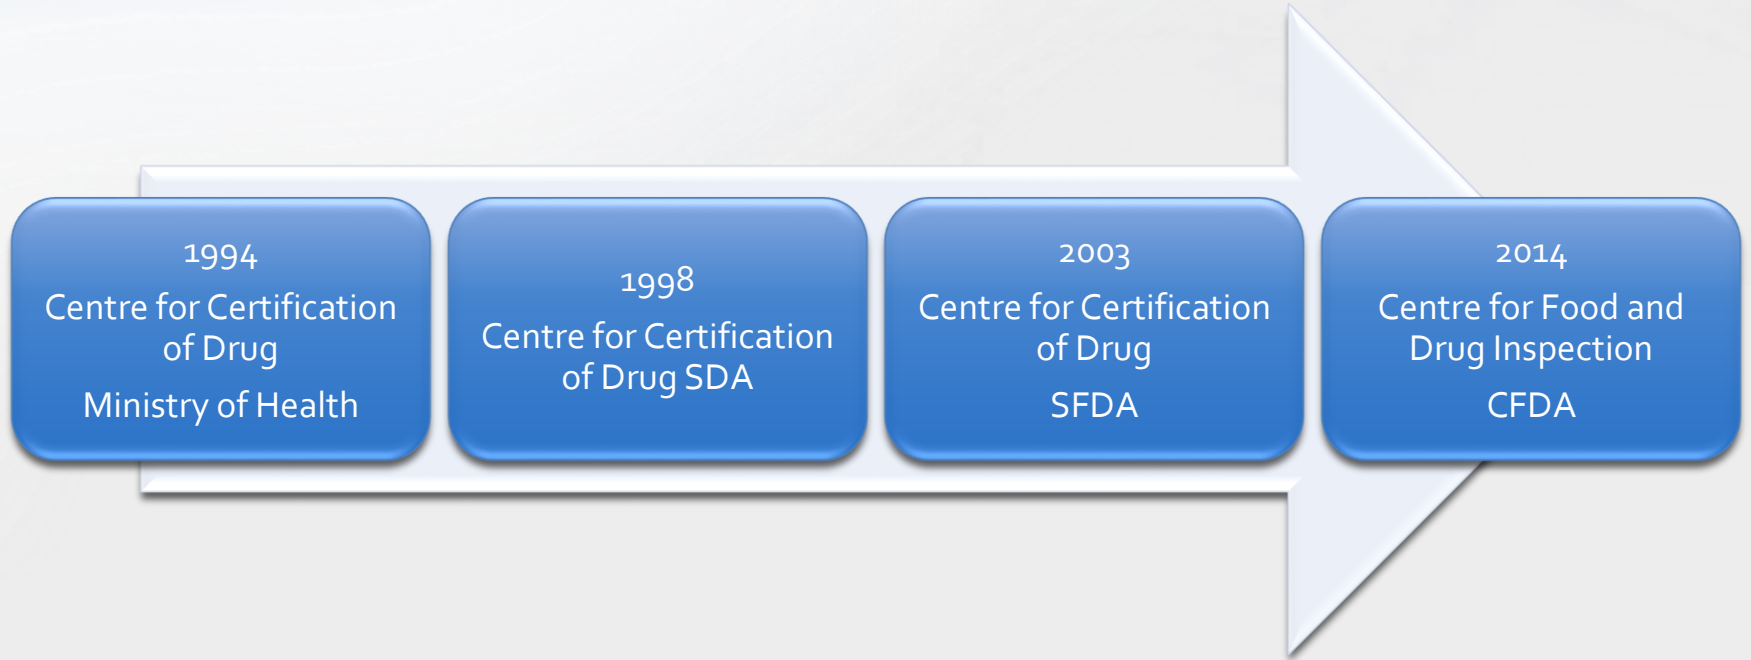 1994
Centre for Certification
of Drug
Ministry of Health
1998
Centre for Certification
of Drug SDA
2003
Centre for Certification
of Drug
SFDA
2014
Centre for Food and
Drug Inspection
CFDA